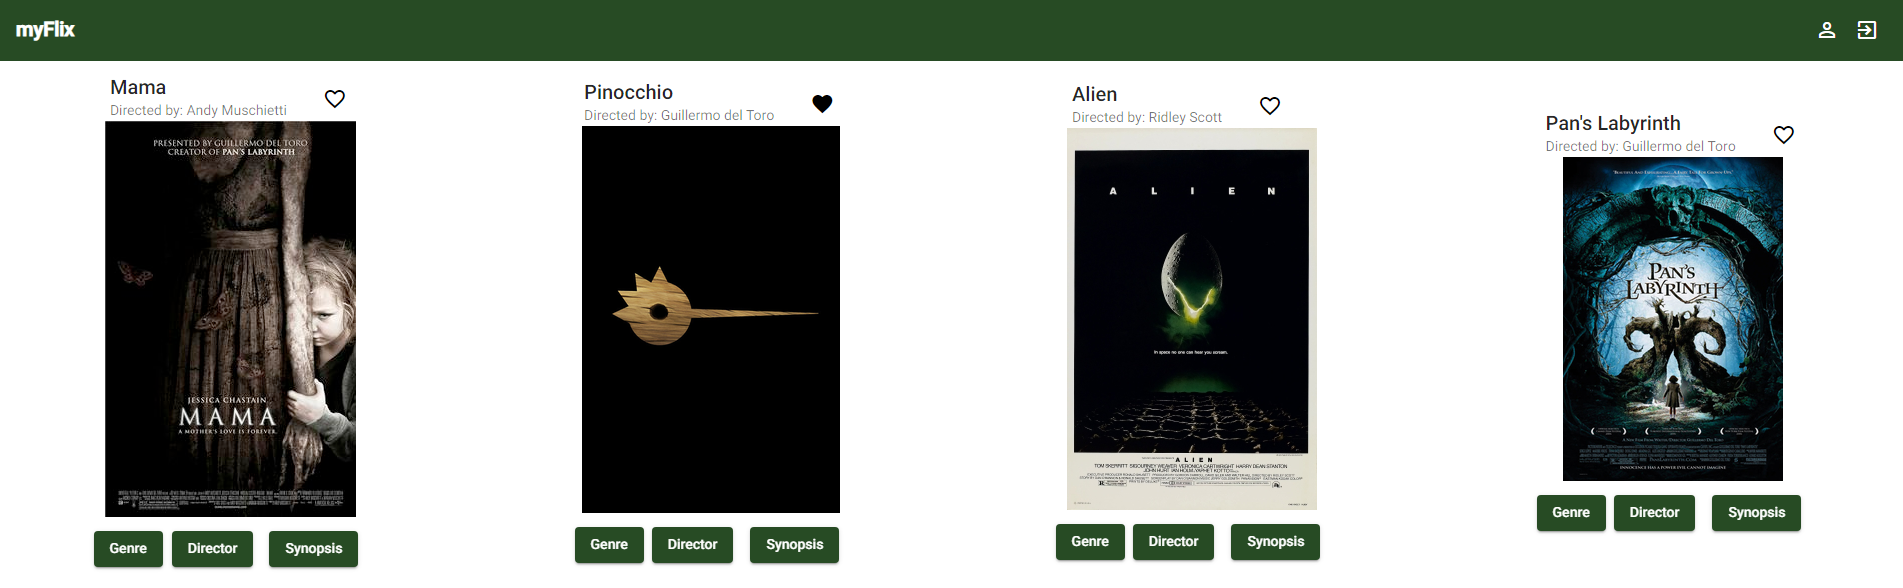 myFlix
Mama
Directed by: Andy Muschietti
PRESENTED BY GUILLERMO DEL TORO
CREATOR OF PAN'S LABYRINTH
JESSICA CHASTAIN
MAMA
A MOTHER'S LOVE IS FOREVER.
Genre
Director
Synopsis
Pinocchio
Directed by: Guillermo del Toro
Genre
Director
Synopsis
Alien
Directed by: Ridley Scott
ALIEN
In space no one can hear you scream.
ALIEN
TOM SKERRITT SIGOURNEY WEAVER VERONICA CARTWRIGHT HARRY DEAN STANTON
JOHN HURT IAN HOLM YAPHET KOTTO
Genre
Director
Synopsis
Pan's Labyrinth
Directed by: Guillermo del Toro
PAN'S
LABYRINTH
INNOCENCE HAS A POWER EVIL CANNOT IMAGINE
Genre
Director
Synopsis